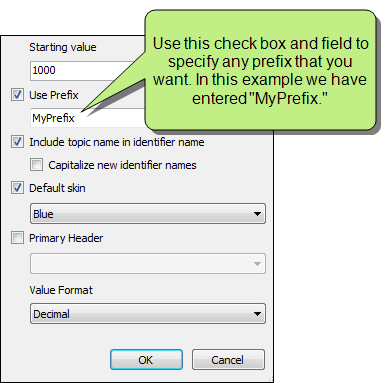 Starting value
1000
Use Prefix
MyPrefix
Use this check box and field to
specify any prefix that you
want. In this example we have
entered "MyPrefix."
Include topic name in identifier name
Capitalize new identifier names
Default skin
Blue
Primary Header
Value Format
Decimal
OK
Cancel